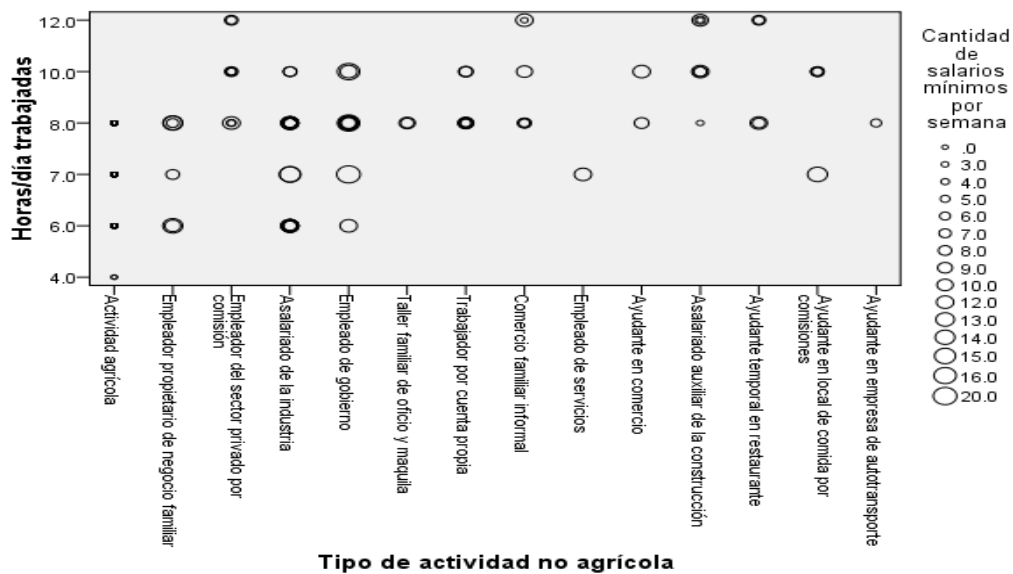 Horas/día trabajadas
12.0
10.0
8.0
7.0
6.0
4.0
Actividad agrícola
Empleador propietario de negocio familiar
Empleador del sector privado por
comisión
Asalariado de la industria
Empleado de gobierno
Taller familiar de oficio y maquila
Trabajador por cuenta propia
Comercio familiar informal
Empleado de servicios
Ayudante en comercio
Asalariado auxiliar de la construcción
Ayudante temporal en restaurante
Ayudante en local de comida por
comisiones
Ayudante en empresa de autotransporte
Tipo de actividad no agrícola
Cantidad
de
salarios
mínimos
por
semana
.0
3.0
4.0
5.0
6.0
7.0
8.0
9.0
10.0
12.0
13.0
14.0
15.0
16.0
20.0